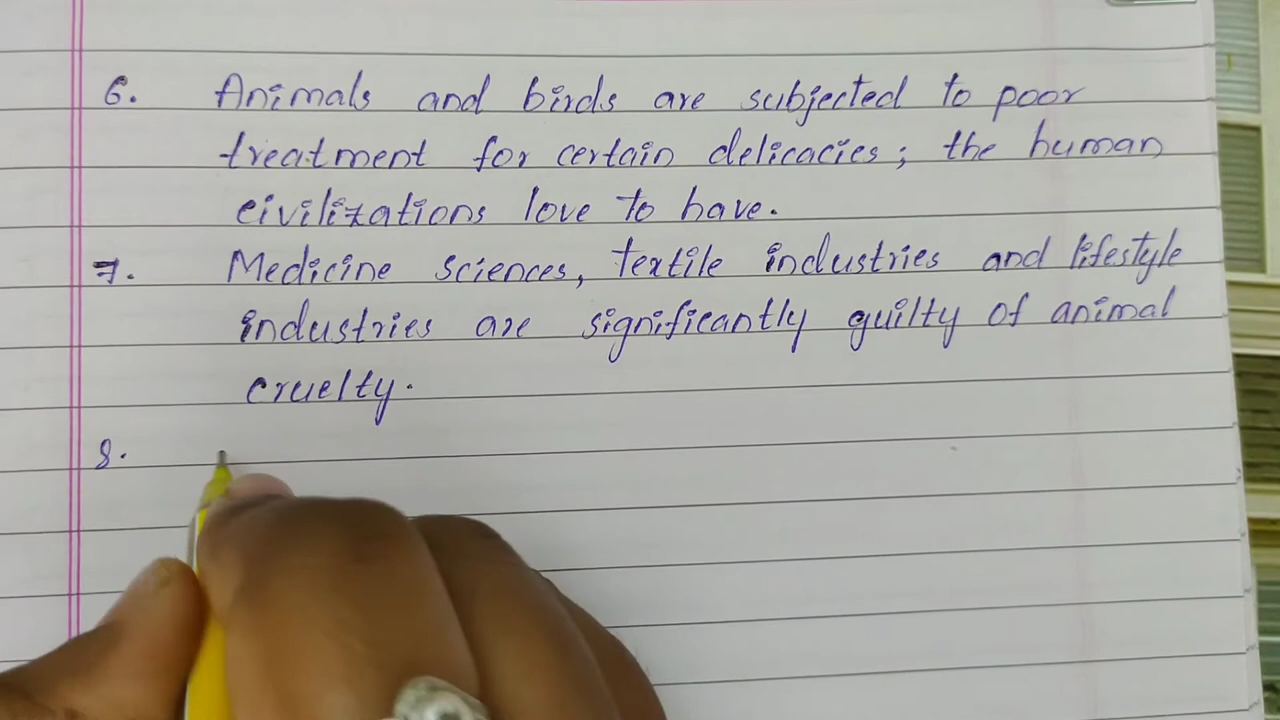 6. Animals and birds are subjected to poor
treatment for certain delicacies; the human
civilizations love to have.
7. Medicine sciences, textile industries and lifestyle
industries are significantly guilty of animal
cruelty.
8.